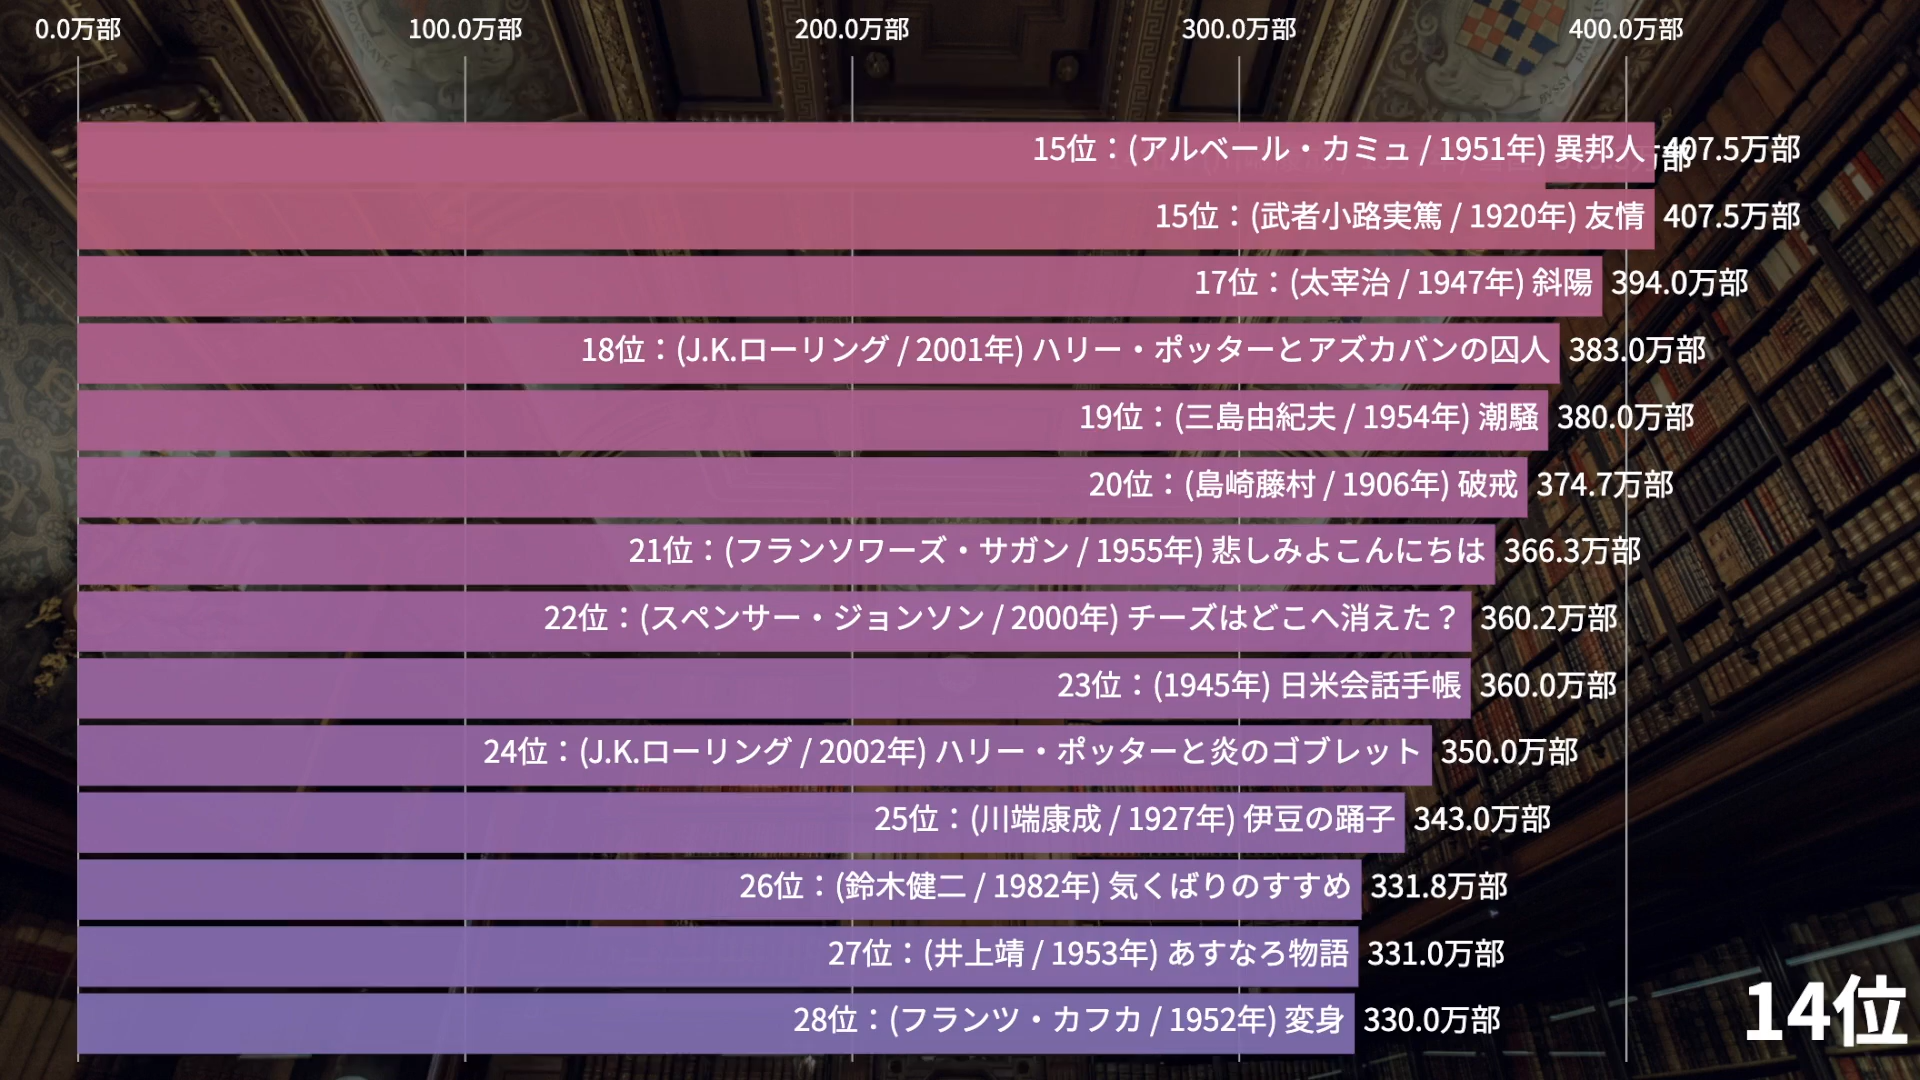 0.0万部 100.0万部 200.0万部 300.0万部 400.0万部
15位：(アルベール・カミュ / 1951年) 異邦人 407.5万部
15位：(武者小路実篤 / 1920年) 友情 407.5万部
17位：(太宰治 / 1947年) 斜陽 394.0万部
18位：(J.K.ローリング / 2001年) ハリー・ポッターとアズカバンの囚人 383.0万部
19位：(三島由紀夫 / 1954年) 潮騒 380.0万部
20位：(島崎藤村 / 1906年) 破戒 374.7万部
21位：(フランソワーズ・サガン / 1955年) 悲しみよこんにちは 366.3万部
22位：(スペンサー・ジョンソン / 2000年) チーズはどこへ消えた？ 360.2万部
23位：(1945年) 日米会話手帳 360.0万部
24位：(J.K.ローリング / 2002年) ハリー・ポッターと炎のゴブレット 350.0万部
25位：(川端康成 / 1927年) 伊豆の踊子 343.0万部
26位：(鈴木健二 / 1982年) 気くばりのすすめ 331.8万部
27位：(井上靖 / 1953年) あすなろ物語 331.0万部
28位：(フランツ・カフカ / 1952年) 変身 330.0万部
14位